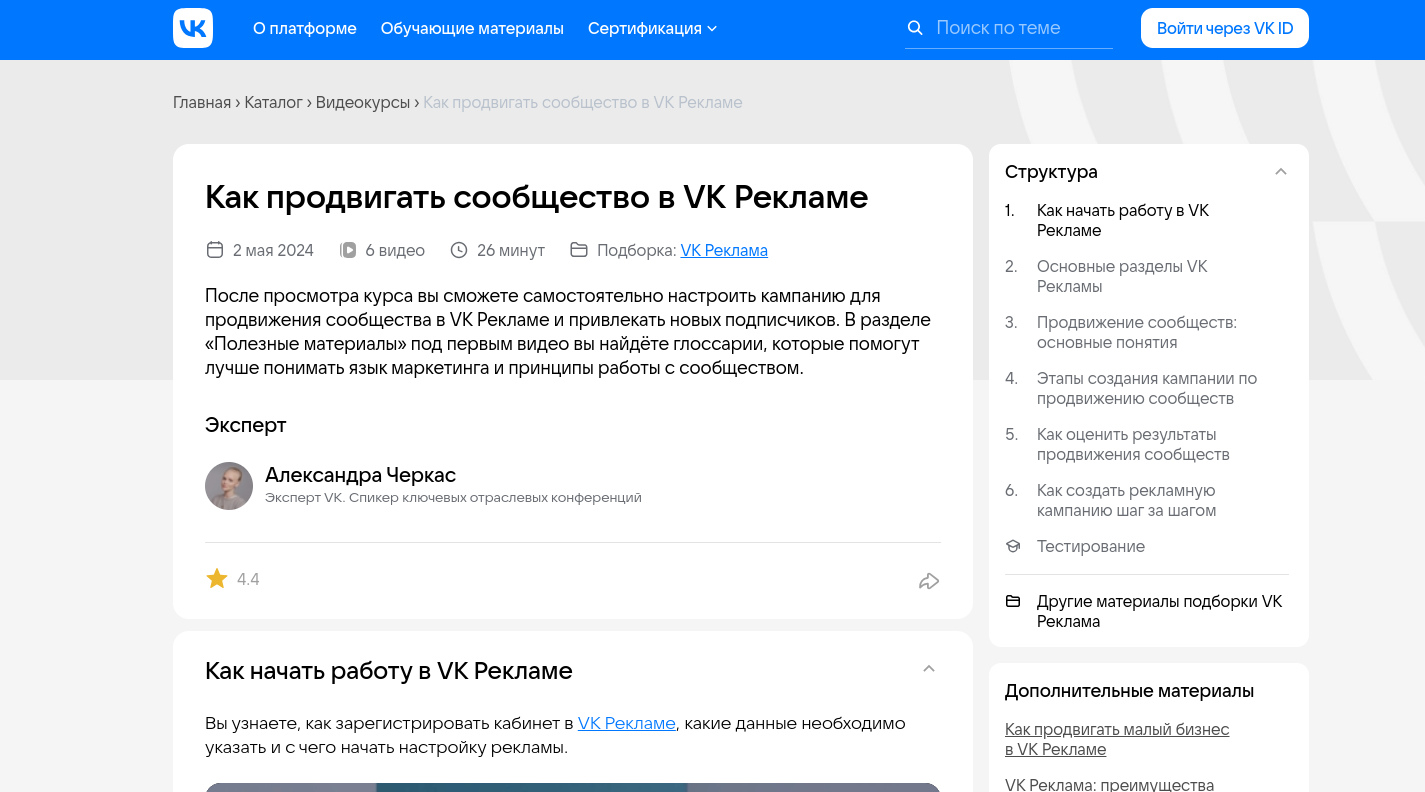 О платформе
Обучающие материалы
Сертификация
Поиск по теме
Войти через VK ID
Главная › Каталог › Видеокурсы › Как продвигать сообщество в VK Рекламе
Как продвигать сообщество в VK Рекламе
2 мая 2024
6 видео
26 минут
Подборка: VK Реклама
После просмотра курса вы сможете самостоятельно настроить кампанию для
продвижения сообщества в VK Рекламе и привлекать новых подписчиков. В разделе
«Полезные материалы» под первым видео вы найдёте глоссарии, которые помогут
лучше понимать язык маркетинга и принципы работы с сообществом.
Эксперт
Александра Черкас
Эксперт VK. Спикер ключевых отраслевых конференций
4.4
Как начать работу в VK Рекламе
Вы узнаете, как зарегистрировать кабинет в VK Рекламе, какие данные необходимо
указать и с чего начать настройку рекламы.
Структура
1. Как начать работу в VK
Рекламе
2. Основные разделы VK
Рекламы
3. Продвижение сообществ:
основные понятия
4. Этапы создания кампании по
продвижению сообществ
5. Как оценить результаты
продвижения сообществ
6. Как создать рекламную
кампанию шаг за шагом
Тестирование
Другие материалы подборки VK
Реклама
Дополнительные материалы
Как продвигать малый бизнес
в VK Рекламе
VK Реклама: преимущества